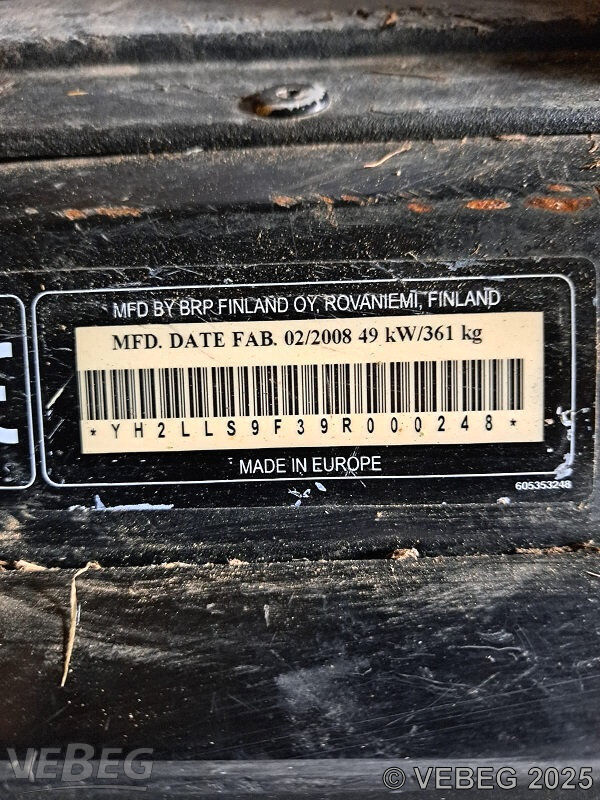 MFD BY BRP FINLAND OY, ROVANIEMI, FINLAND
MFD. DATE FAB. 02/2008 49 kW/361 kg
*YH2LLS9F39R000248*
MADE IN EUROPE
605353248
VEBEG
© VEBEG 2025